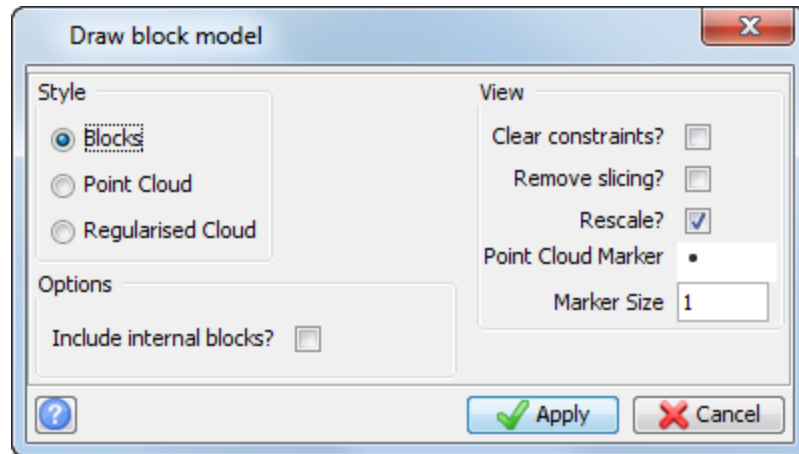 Draw block model
Style
Blocks
Point Cloud
Regularised Cloud
Options
Include internal blocks?
View
Clear constraints?
Remove slicing?
Rescale?
Point Cloud Marker
Marker Size 1
Apply Cancel